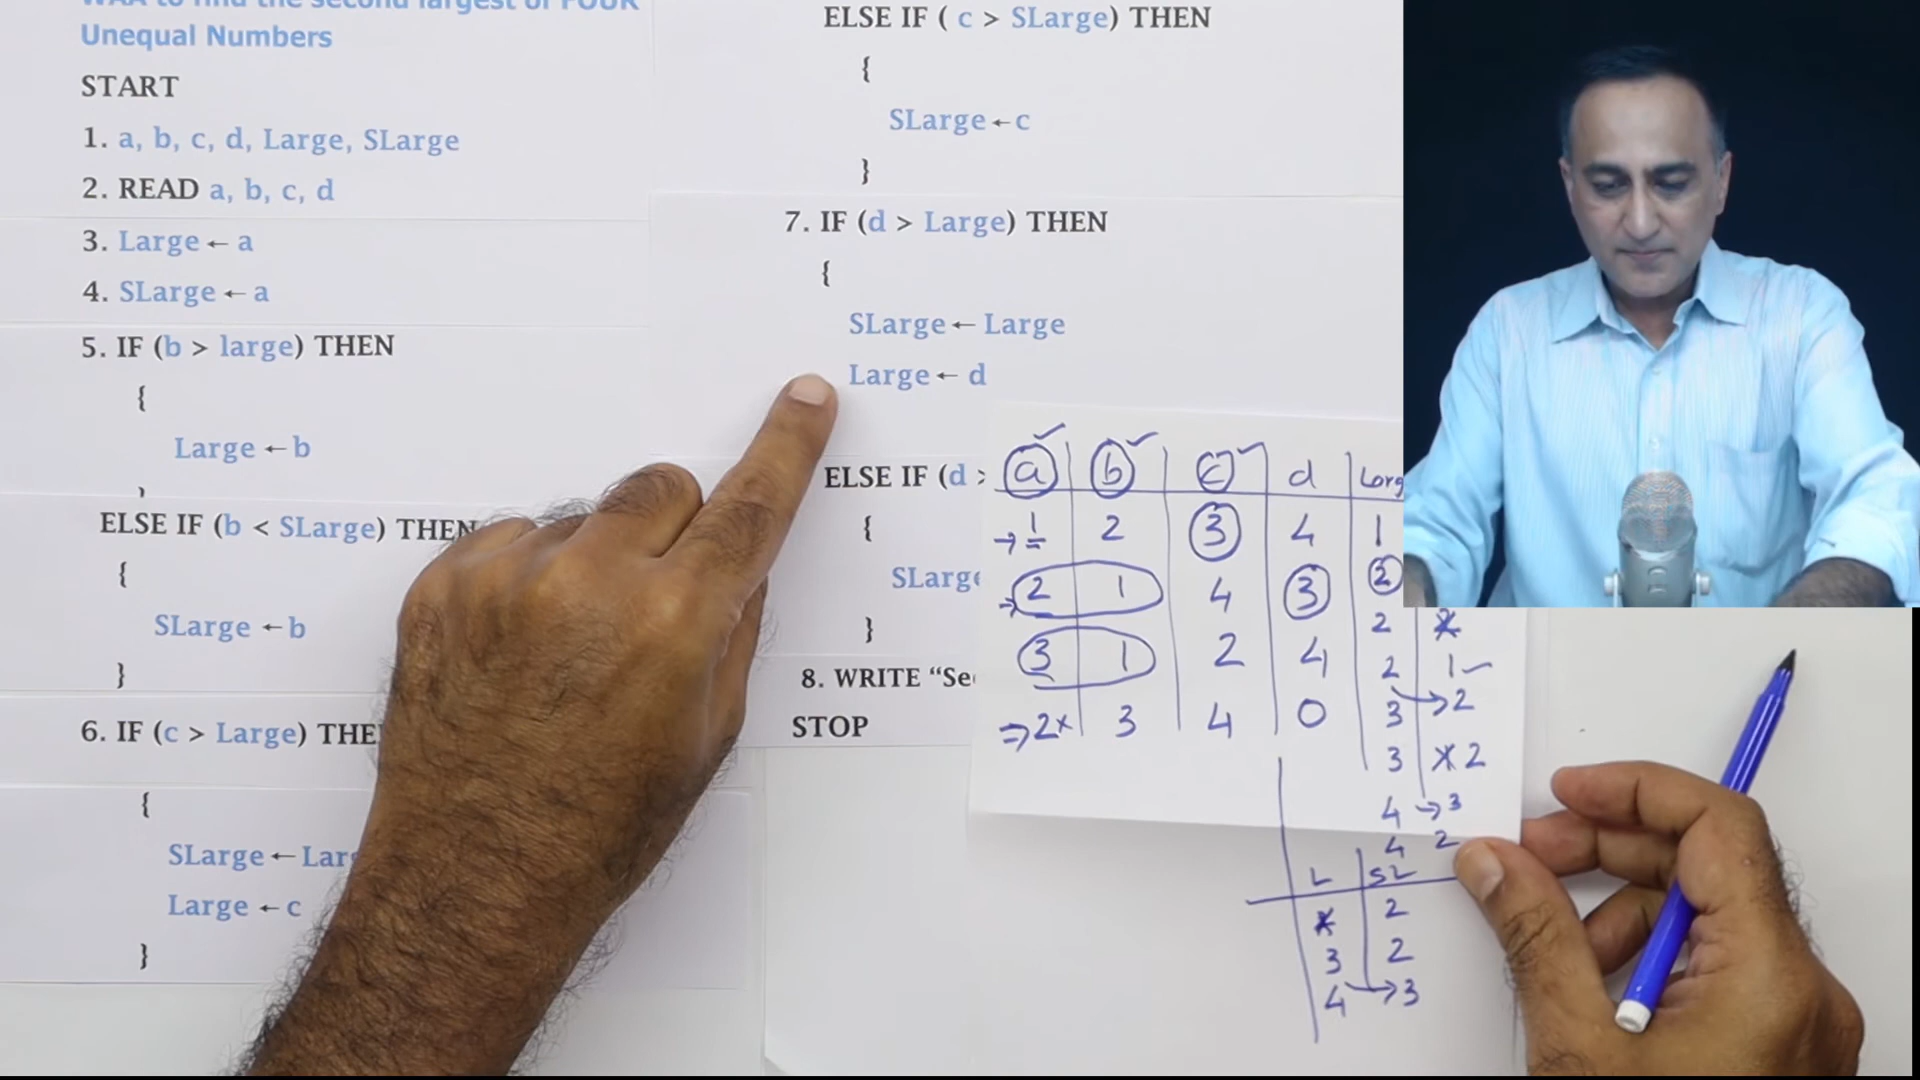 Unequal Numbers
START
1. a, b, c, d, Large, SLarge
2. READ a, b, c, d
3. Large ← a
4. SLarge ← a
5. IF (b > large) THEN
{
Large ← b
ELSE IF (b < SLarge) THEN
{
SLarge ← b
}
6. IF (c > Large) THE
{
SLarge ← Larg
Large ← c
}
ELSE IF ( c > SLarge) THEN
{
SLarge ← c
}
7. IF (d > Large) THEN
{
SLarge ← Large
Large ← d
ELSE IF (d >
{
SLarge
}
8. WRITE “Se
STOP
a b c d Larg
→ 1 2 3 4 1
→ 2 1 4 3 2
2
3 1 2 4 2 1
⇒ 2x 3 4 0 3 → 2
3 2
4 → 3
4 2
L SL
2
3 2
4 → 3